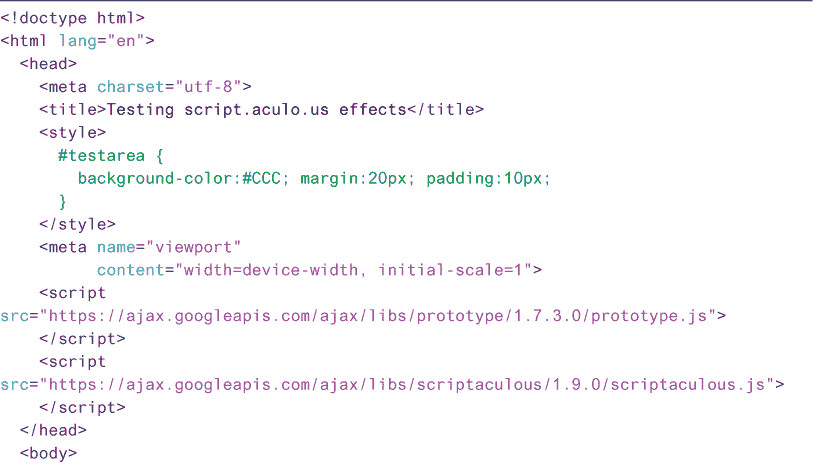 <!doctype html>
<html lang="en">
  <head>
    <meta charset="utf-8">
    <title>Testing script.aculo.us effects</title>
    <style>
      #testarea {
        background-color:#CCC; margin:20px; padding:10px;
      }
    </style>
    <meta name="viewport"
          content="width=device-width, initial-scale=1">
    <script
src="https://ajax.googleapis.com/ajax/libs/prototype/1.7.3.0/prototype.js">
    </script>
    <script
src="https://ajax.googleapis.com/ajax/libs/scriptaculous/1.9.0/scriptaculous.js">
    </script>
  </head>
  <body>